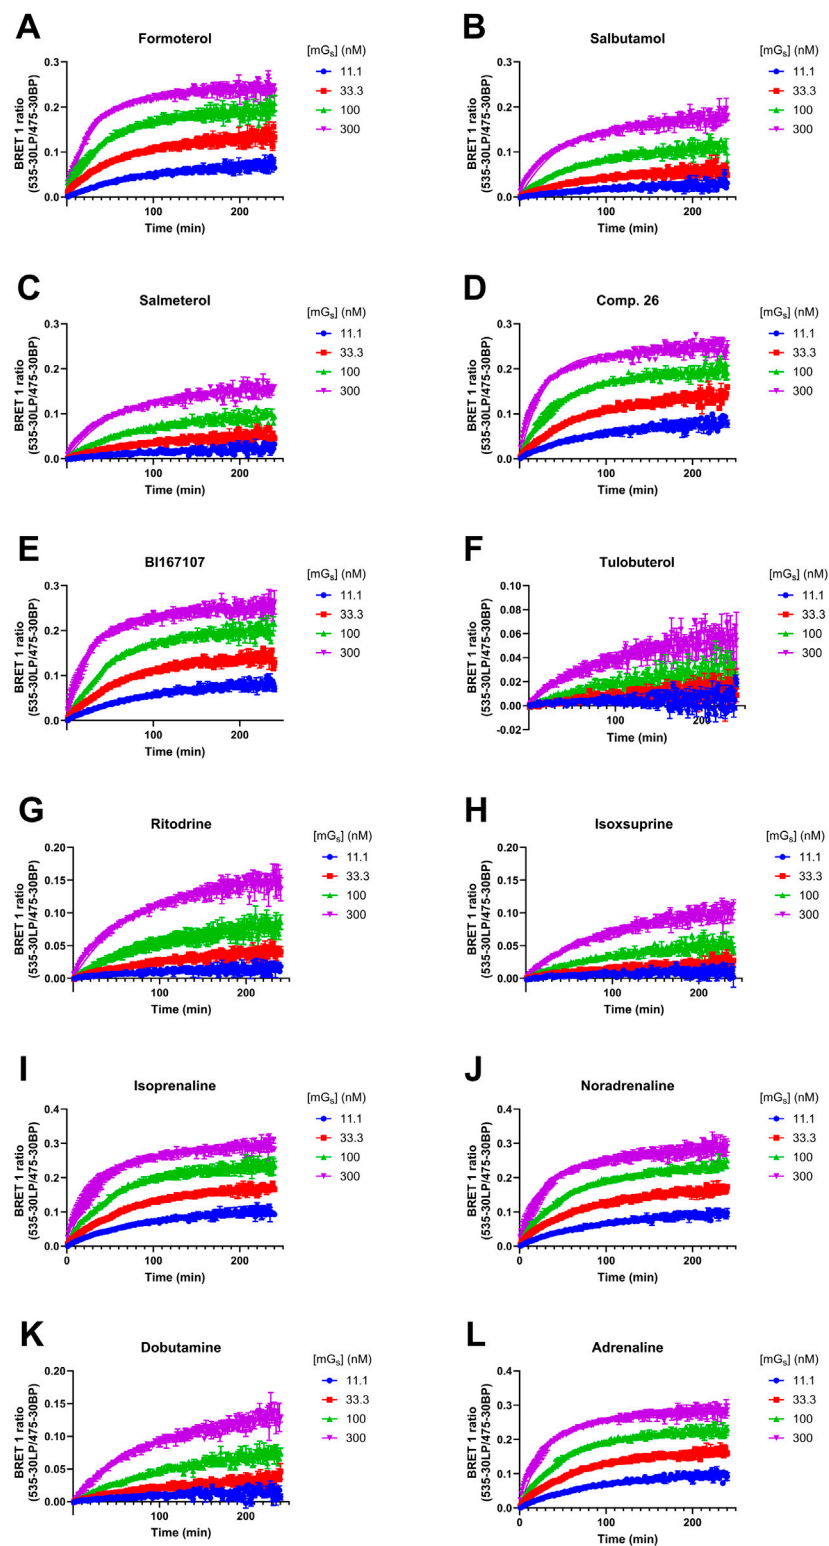 A
Formoterol
BRET 1 ratio
(535-30LP/475-30BP)
0.3
0.2
0.1
0.0
100
200
Time (min)
[mGs] (nM)
11.1
33.3
100
300
B
Salbutamol
BRET 1 ratio
(535-30LP/475-30BP)
0.3
0.2
0.1
0.0
100
200
Time (min)
[mGs] (nM)
11.1
33.3
100
300
C
Salmeterol
BRET 1 ratio
(535-30LP/475-30BP)
0.3
0.2
0.1
0.0
100
200
Time (min)
[mGs] (nM)
11.1
33.3
100
300
D
Comp. 26
BRET 1 ratio
(535-30LP/475-30BP)
0.3
0.2
0.1
0.0
100
200
Time (min)
[mGs] (nM)
11.1
33.3
100
300
E
BI167107
BRET 1 ratio
(535-30LP/475-30BP)
0.3
0.2
0.1
0.0
100
200
Time (min)
[mGs] (nM)
11.1
33.3
100
300
F
Tulobuterol
BRET 1 ratio
(535-30LP/475-30BP)
0.10
0.08
0.06
0.04
0.02
0.00
-0.02
100
200
Time (min)
[mGs] (nM)
11.1
33.3
100
300
G
Ritodrine
BRET 1 ratio
(535-30LP/475-30BP)
0.20
0.15
0.10
0.05
0.00
100
200
Time (min)
[mGs] (nM)
11.1
33.3
100
300
H
Isoxsuprine
BRET 1 ratio
(535-30LP/475-30BP)
0.20
0.15
0.10
0.05
0.00
100
200
Time (min)
[mGs] (nM)
11.1
33.3
100
300
I
Isoprenaline
BRET 1 ratio
(535-30LP/475-30BP)
0.4
0.3
0.2
0.1
0.0
0
100
200
Time (min)
[mGs] (nM)
11.1
33.3
100
300
J
Noradrenaline
BRET 1 ratio
(535-30LP/475-30BP)
0.4
0.3
0.2
0.1
0.0
0
100
200
Time (min)
[mGs] (nM)
11.1
33.3
100
300
K
Dobutamine
BRET 1 ratio
(535-30LP/475-30BP)
0.20
0.15
0.10
0.05
0.00
100
200
Time (min)
[mGs] (nM)
11.1
33.3
100
300
L
Adrenaline
BRET 1 ratio
(535-30LP/475-30BP)
0.4
0.3
0.2
0.1
0.0
0
100
200
Time (min)
[mGs] (nM)
11.1
33.3
100
300